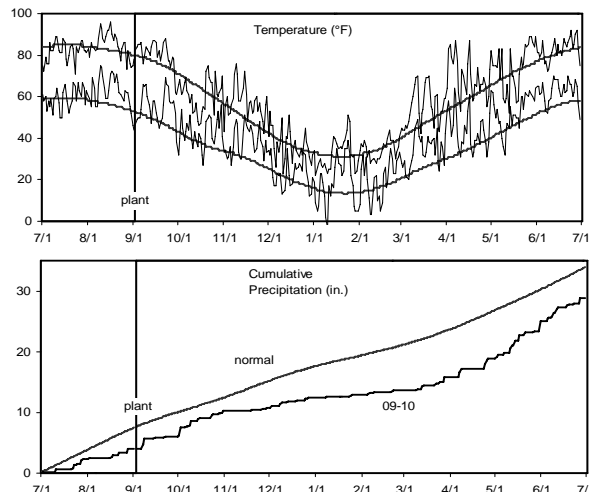 Temperature (°F)
100
80
60
40
20
0
plant
7/1 8/1 9/1 10/1 11/1 12/1 1/1 2/1 3/1 4/1 5/1 6/1 7/1
Cumulative
Precipitation (in.)
30
20
10
0
normal
plant
09-10
7/1 8/1 9/1 10/1 11/1 12/1 1/1 2/1 3/1 4/1 5/1 6/1 7/